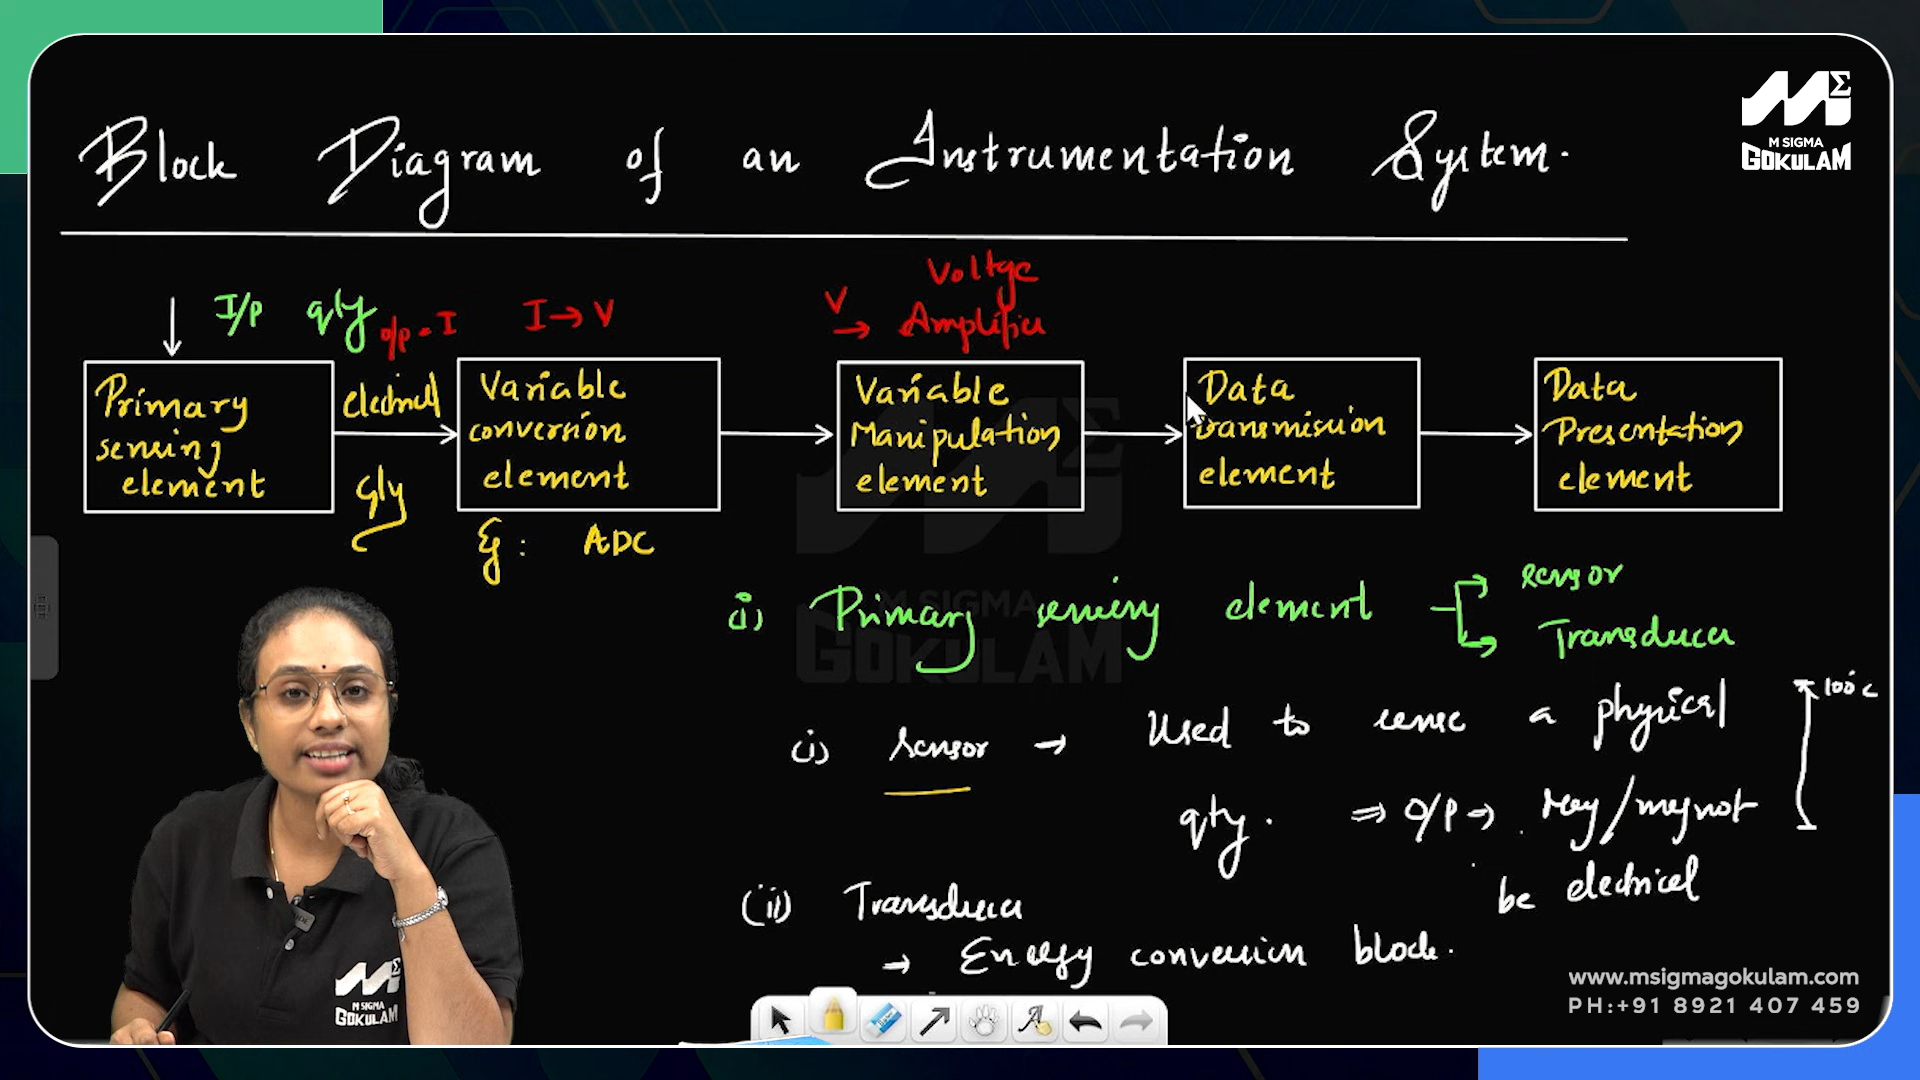 Block Diagram of an Instrumentation System.
M Σ
M SIGMA
GOKULAM
I/P qty
o/p = I
I → V
V →
Voltge
Amplifier
Primary
sensing
element
electrical
qty
Variable
conversion
element
Eg : ADC
Variable
Manipulation
element
Data
transmission
element
Data
Presentation
element
(i) Primary sensing element
sensor
Transducer
(i) sensor → Used to sense a physical
qty. ⇒ O/P → May/maynot
be electrical
100°C
(ii) Transducer
→ Energy conversion block.
M Σ
M SIGMA
GOKULAM
www.msigmagokulam.com
PH:+91 8921 407 459